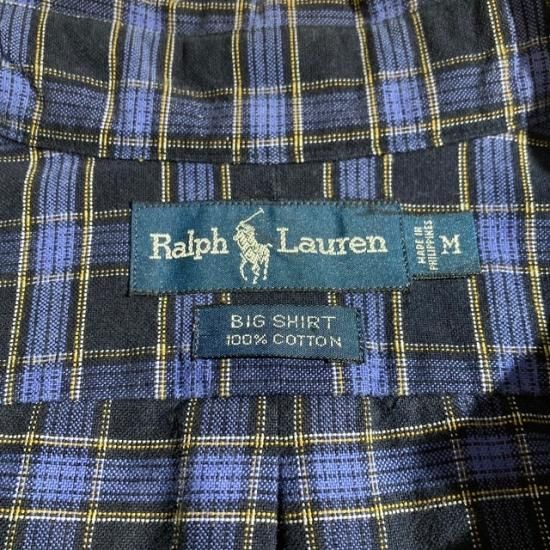 Ralph Lauren
MADE IN
PHILIPPINES
M
BIG SHIRT
100% COTTON